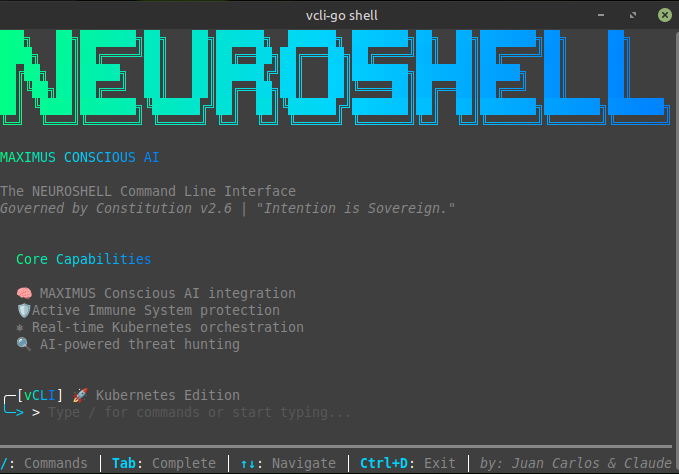 vcli-go shell
NEUROSHELL
MAXIMUS CONSCIOUS AI
The NEUROSHELL Command Line Interface
Governed by Constitution v2.6 | "Intention is Sovereign."
Core Capabilities
🧠 MAXIMUS Conscious AI integration
🛡️Active Immune System protection
⎈ Real-time Kubernetes orchestration
🔍 AI-powered threat hunting
╭─[vCLI] 🚀 Kubernetes Edition
╰─> > Type / for commands or start typing...
/: Commands │ Tab: Complete │ ↑↓: Navigate │ Ctrl+D: Exit │ by: Juan Carlos & Claude